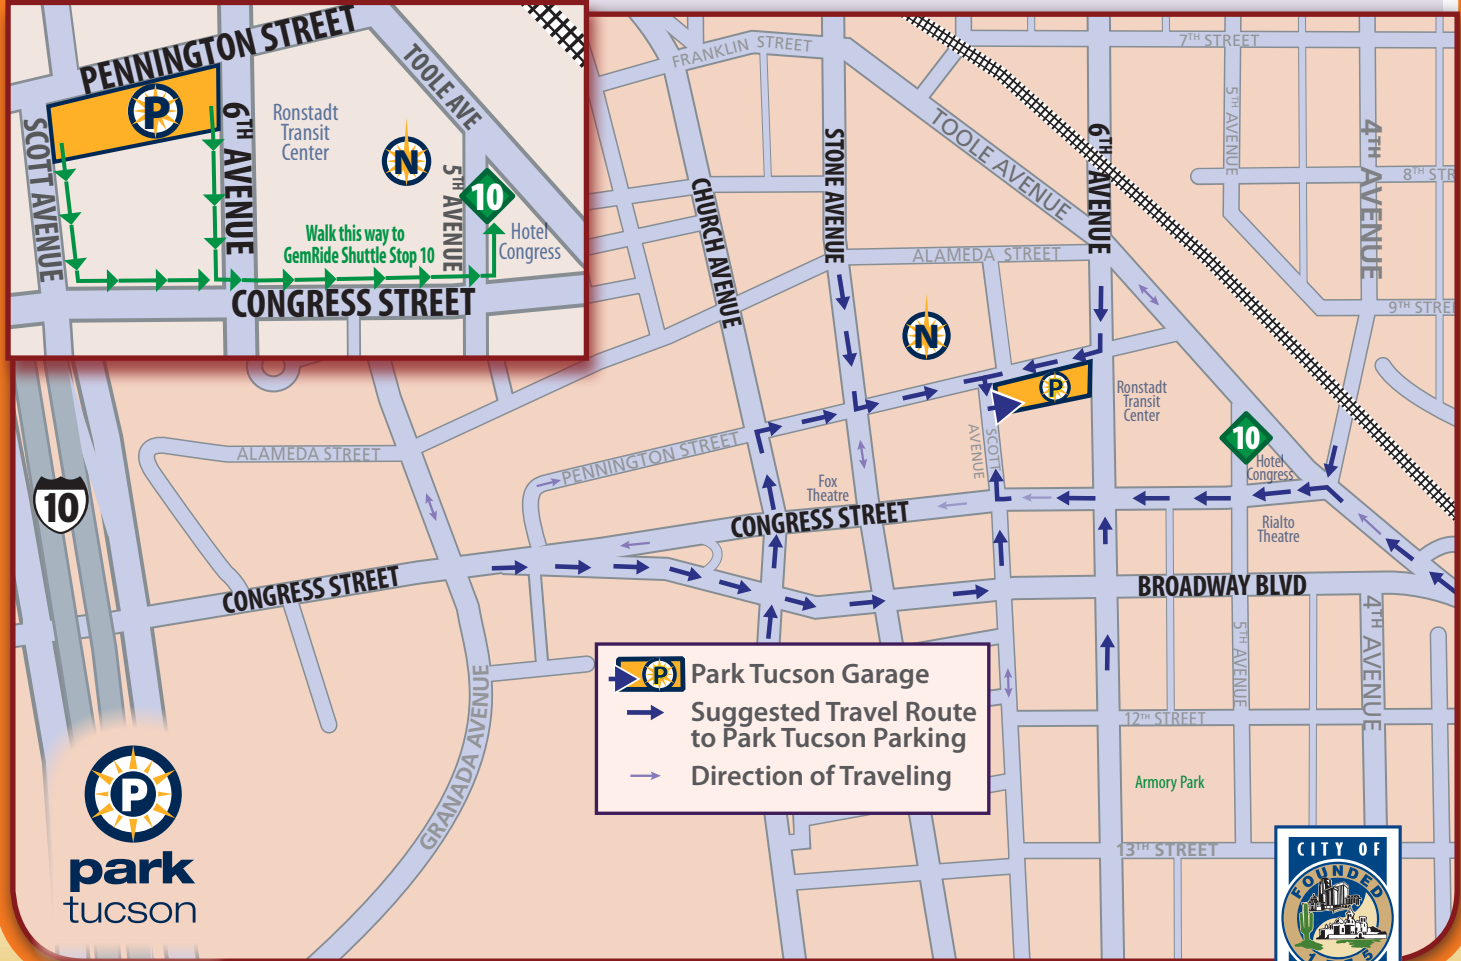 PENNINGTON STREET
TOOLE AVE
P
SCOTT AVENUE
6TH AVENUE
Ronstadt
Transit
Center
N
5TH AVENUE
10
Walk this way to
GemRide Shuttle Stop 10
Hotel
Congress
CONGRESS STREET
FRANKLIN STREET
7TH STREET
TOOLE AVENUE
STONE AVENUE
6TH AVENUE
5TH AVENUE
4TH AVENUE
8TH STR
CHURCH AVENUE
ALAMEDA STREET
9TH STREE
N
P
Ronstadt
Transit
Center
SCOTT
AVENUE
10
Hotel
Congress
ALAMEDA STREET
PENNINGTON STREET
Fox
Theatre
10
CONGRESS STREET
Rialto
Theatre
CONGRESS STREET
BROADWAY BLVD
GRANADA AVENUE
5TH AVENUE
4TH AVENUE
P
Park Tucson Garage
Suggested Travel Route
to Park Tucson Parking
Direction of Traveling
12TH STREET
Armory Park
13TH STREET
P
park
tucson
CITY OF
FOUNDED